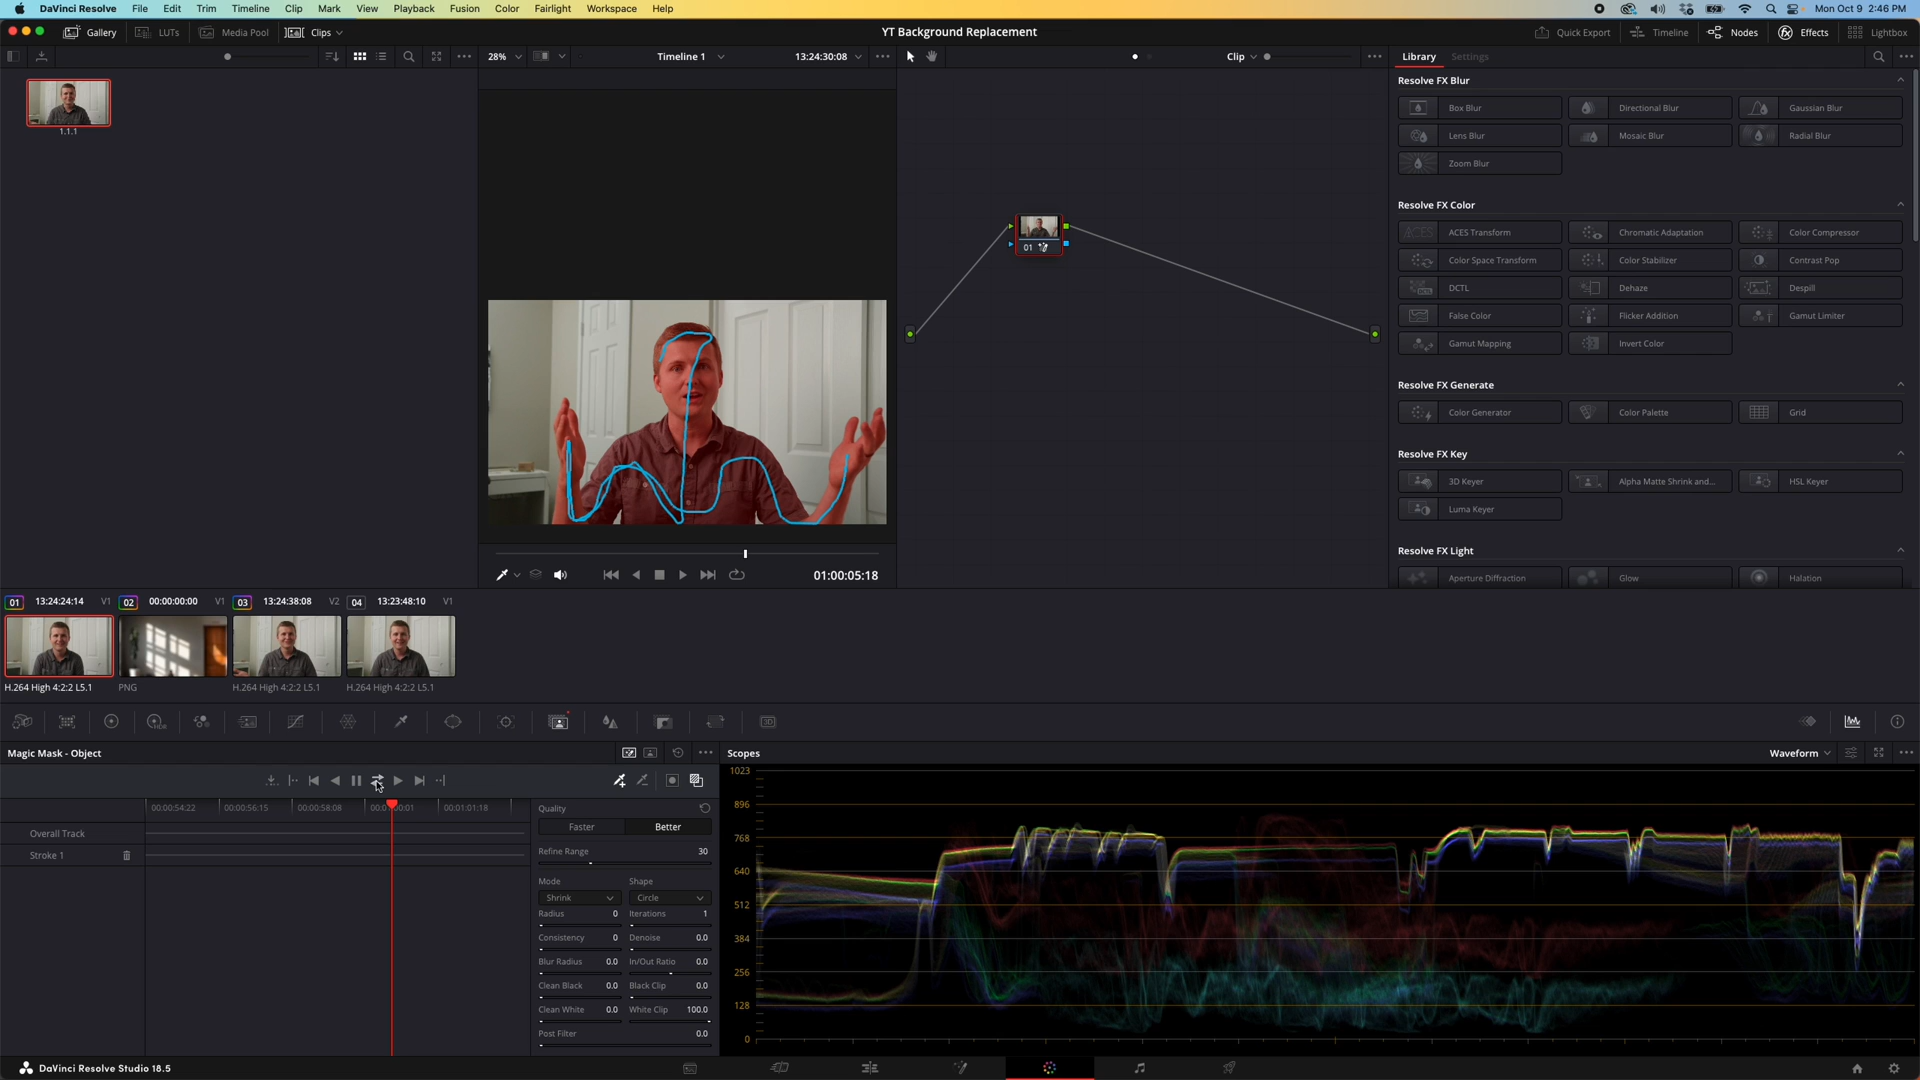 DaVinci Resolve File Edit Trim Timeline Clip Mark View Playback Fusion Color Fairlight Workspace Help Mon Oct 9 2:46 PM
Gallery LUTs Media Pool Clips YT Background Replacement Quick Export Timeline Nodes Effects Lightbox
28% Timeline 1 13:24:30:08 Clip Library Settings
Resolve FX Blur
Box Blur Directional Blur Gaussian Blur
Lens Blur Mosaic Blur Radial Blur
Zoom Blur
1.1.1
Resolve FX Color
ACES Transform Chromatic Adaptation Color Compressor
Color Space Transform Color Stabilizer Contrast Pop
DCTL Dehaze Despill
False Color Flicker Addition Gamut Limiter
Gamut Mapping Invert Color
01
Resolve FX Generate
Color Generator Color Palette Grid
Resolve FX Key
3D Keyer Alpha Matte Shrink and... HSL Keyer
Luma Keyer
Resolve FX Light
Aperture Diffraction Glow Halation
01:00:05:18
01 13:24:24:14 V1 02 00:00:00:00 V1 03 13:24:38:08 V2 04 13:23:48:10 V1
H.264 High 4:2:2 L5.1 PNG H.264 High 4:2:2 L5.1 H.264 High 4:2:2 L5.1
Magic Mask - Object Scopes Waveform
00:00:54:22 00:00:56:15 00:00:58:08 00:01:00:01 00:01:01:18
Overall Track
Stroke 1
Quality
Faster Better
Refine Range 30
Mode Shape
Shrink Circle
Radius 0 Iterations 1
Consistency 0 Denoise 0.0
Blur Radius 0.0 In/Out Ratio 0.0
Clean Black 0.0 Black Clip 0.0
Clean White 0.0 White Clip 100.0
Post Filter 0.0
1023
896
768
640
512
384
256
128
0
DaVinci Resolve Studio 18.5